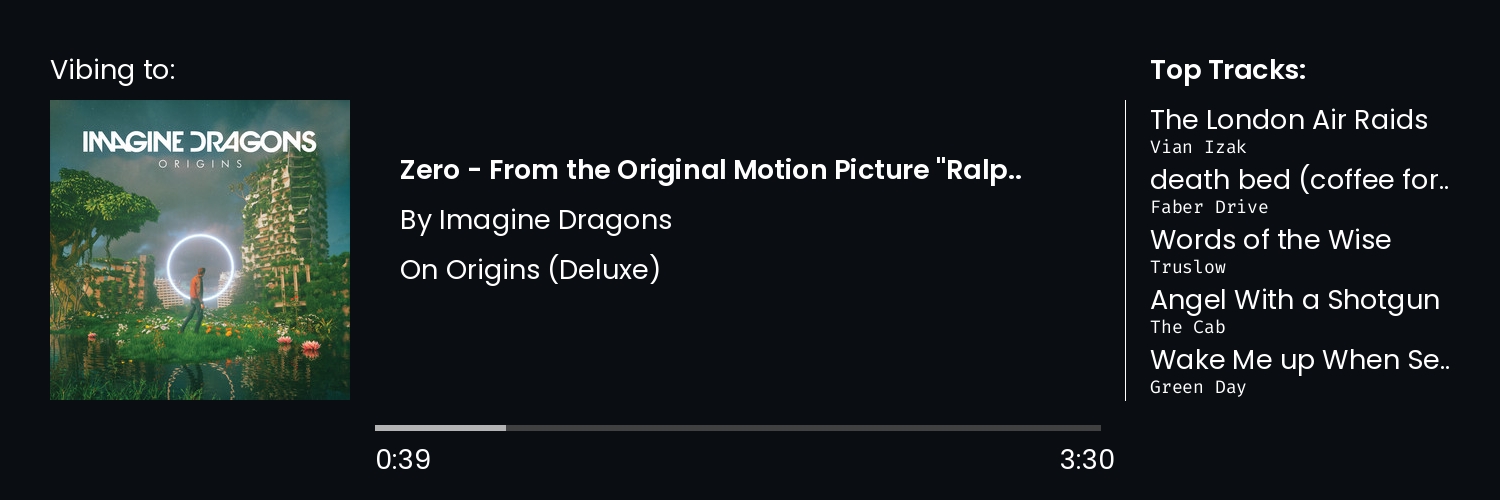 Vibing to:
IMAGINE DRAGONS
ORIGINS
Zero - From the Original Motion Picture "Ralp..
By Imagine Dragons
On Origins (Deluxe)
0:39
3:30
Top Tracks:
The London Air Raids
Vian Izak
death bed (coffee for..
Faber Drive
Words of the Wise
Truslow
Angel With a Shotgun
The Cab
Wake Me up When Se..
Green Day